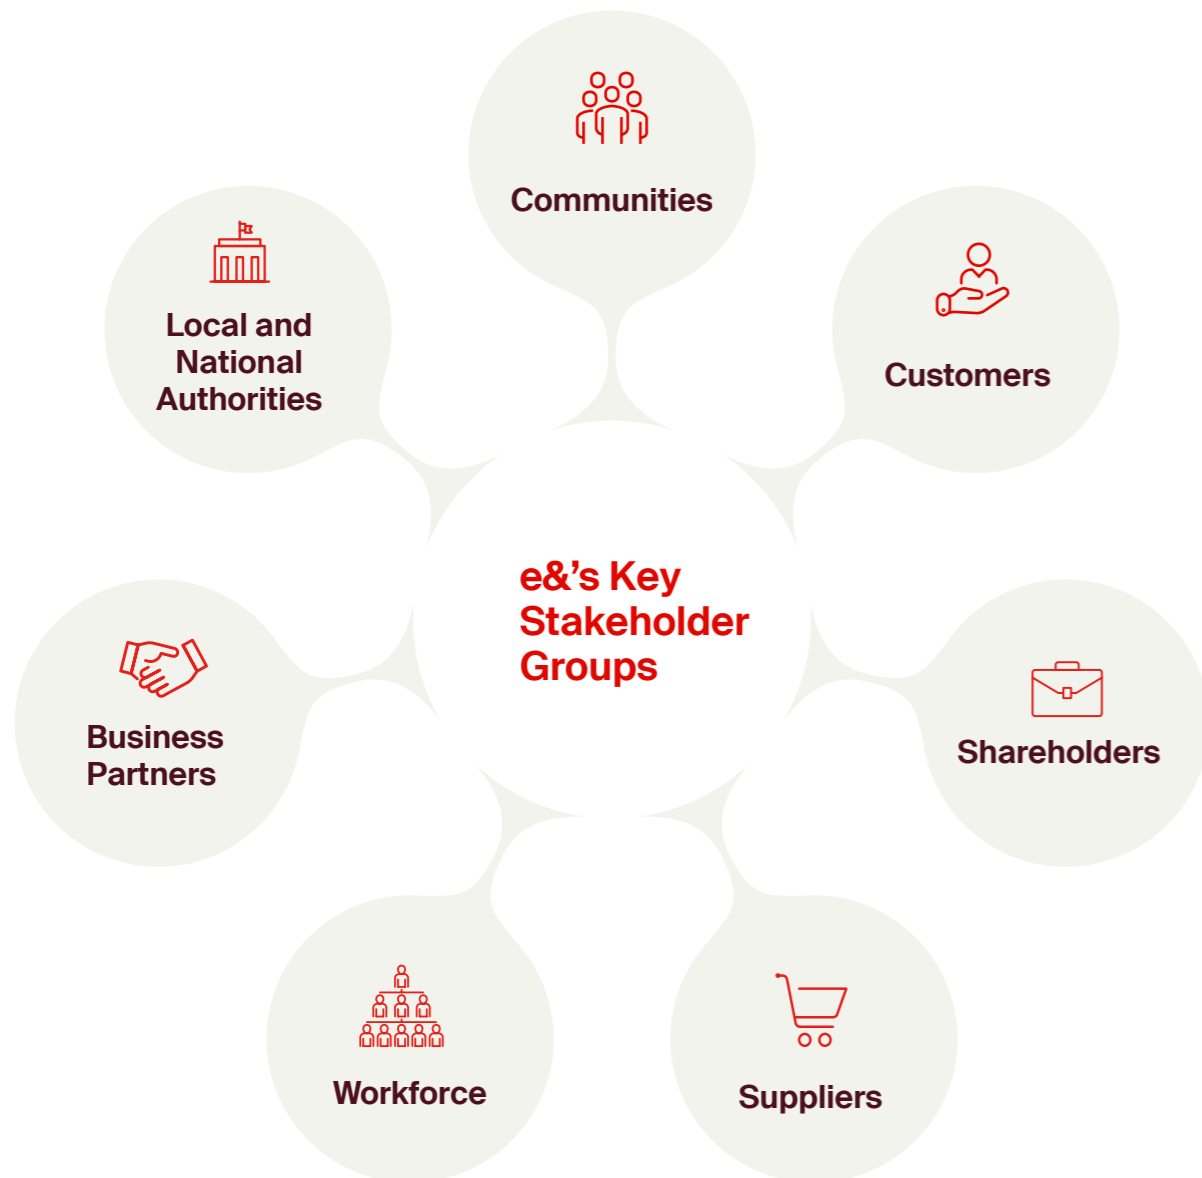 Communities
Local and
National
Authorities
Customers
e&’s Key
Stakeholder
Groups
Business
Partners
Shareholders
Workforce
Suppliers